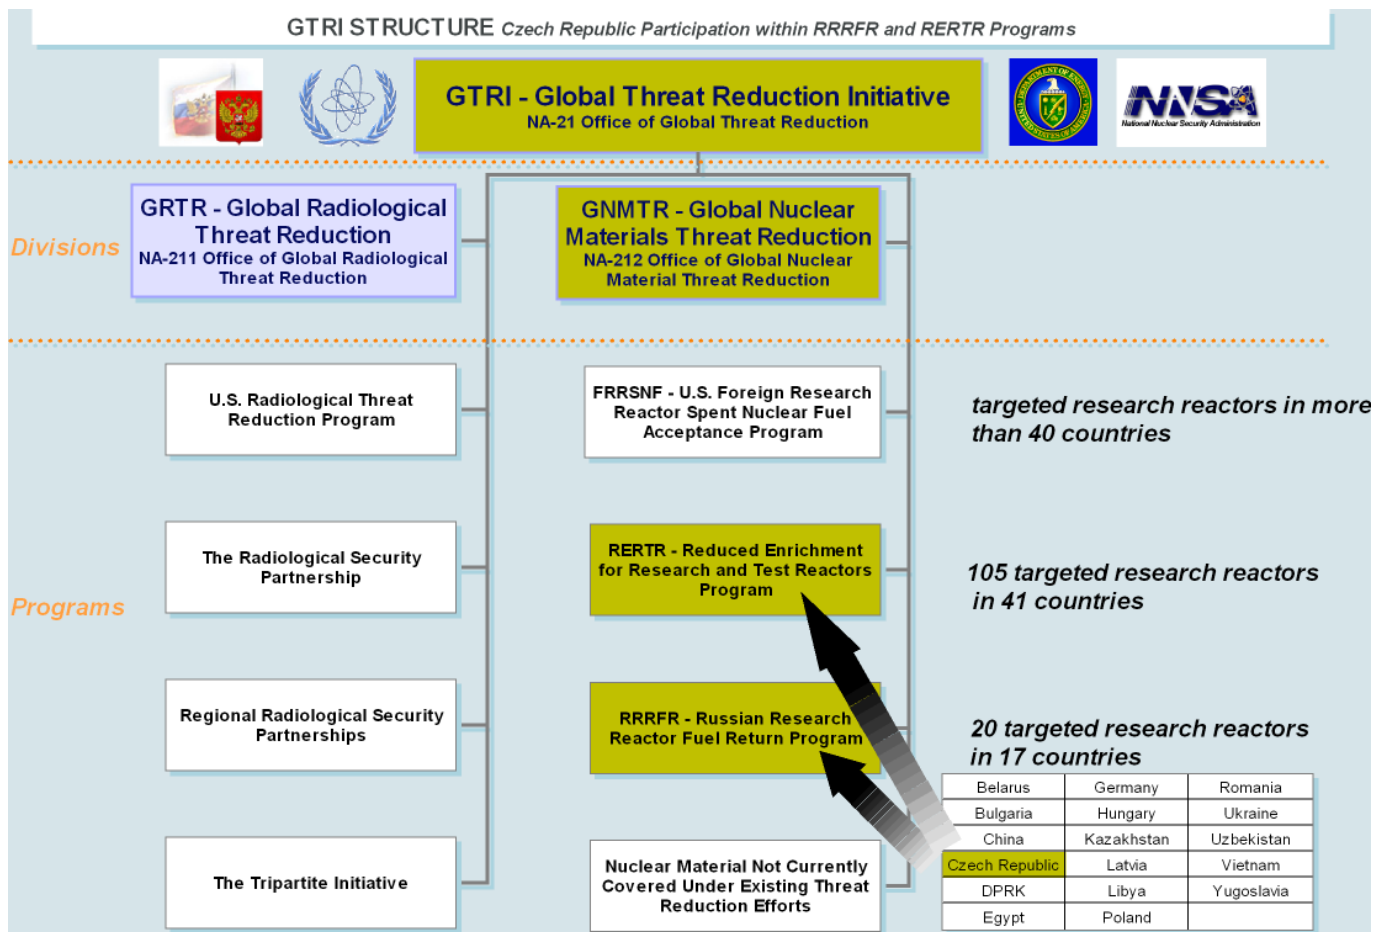 GTRI STRUCTURE Czech Republic Participation within RRRFR and RERTR Programs
GTRI - Global Threat Reduction Initiative
NA-21 Office of Global Threat Reduction
NNSA
National Nuclear Security Administration
Divisions
GRTR - Global Radiological
Threat Reduction
NA-211 Office of Global Radiological
Threat Reduction
GNMTR - Global Nuclear
Materials Threat Reduction
NA-212 Office of Global Nuclear
Material Threat Reduction
Programs
U.S. Radiological Threat
Reduction Program
FRRSNF - U.S. Foreign Research
Reactor Spent Nuclear Fuel
Acceptance Program
targeted research reactors in more
than 40 countries
The Radiological Security
Partnership
RERTR - Reduced Enrichment
for Research and Test Reactors
Program
105 targeted research reactors
in 41 countries
Regional Radiological Security
Partnerships
RRRFR - Russian Research
Reactor Fuel Return Program
20 targeted research reactors
in 17 countries
Belarus Germany Romania
Bulgaria Hungary Ukraine
China Kazakhstan Uzbekistan
Czech Republic Latvia Vietnam
DPRK Libya Yugoslavia
Egypt Poland
The Tripartite Initiative
Nuclear Material Not Currently
Covered Under Existing Threat
Reduction Efforts